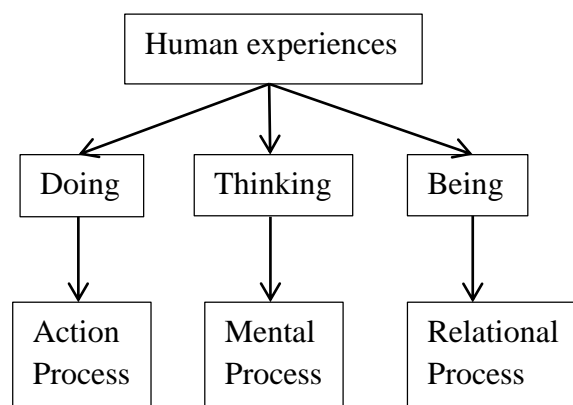 Human experiences
Doing
Thinking
Being
Action
Process
Mental
Process
Relational
Process